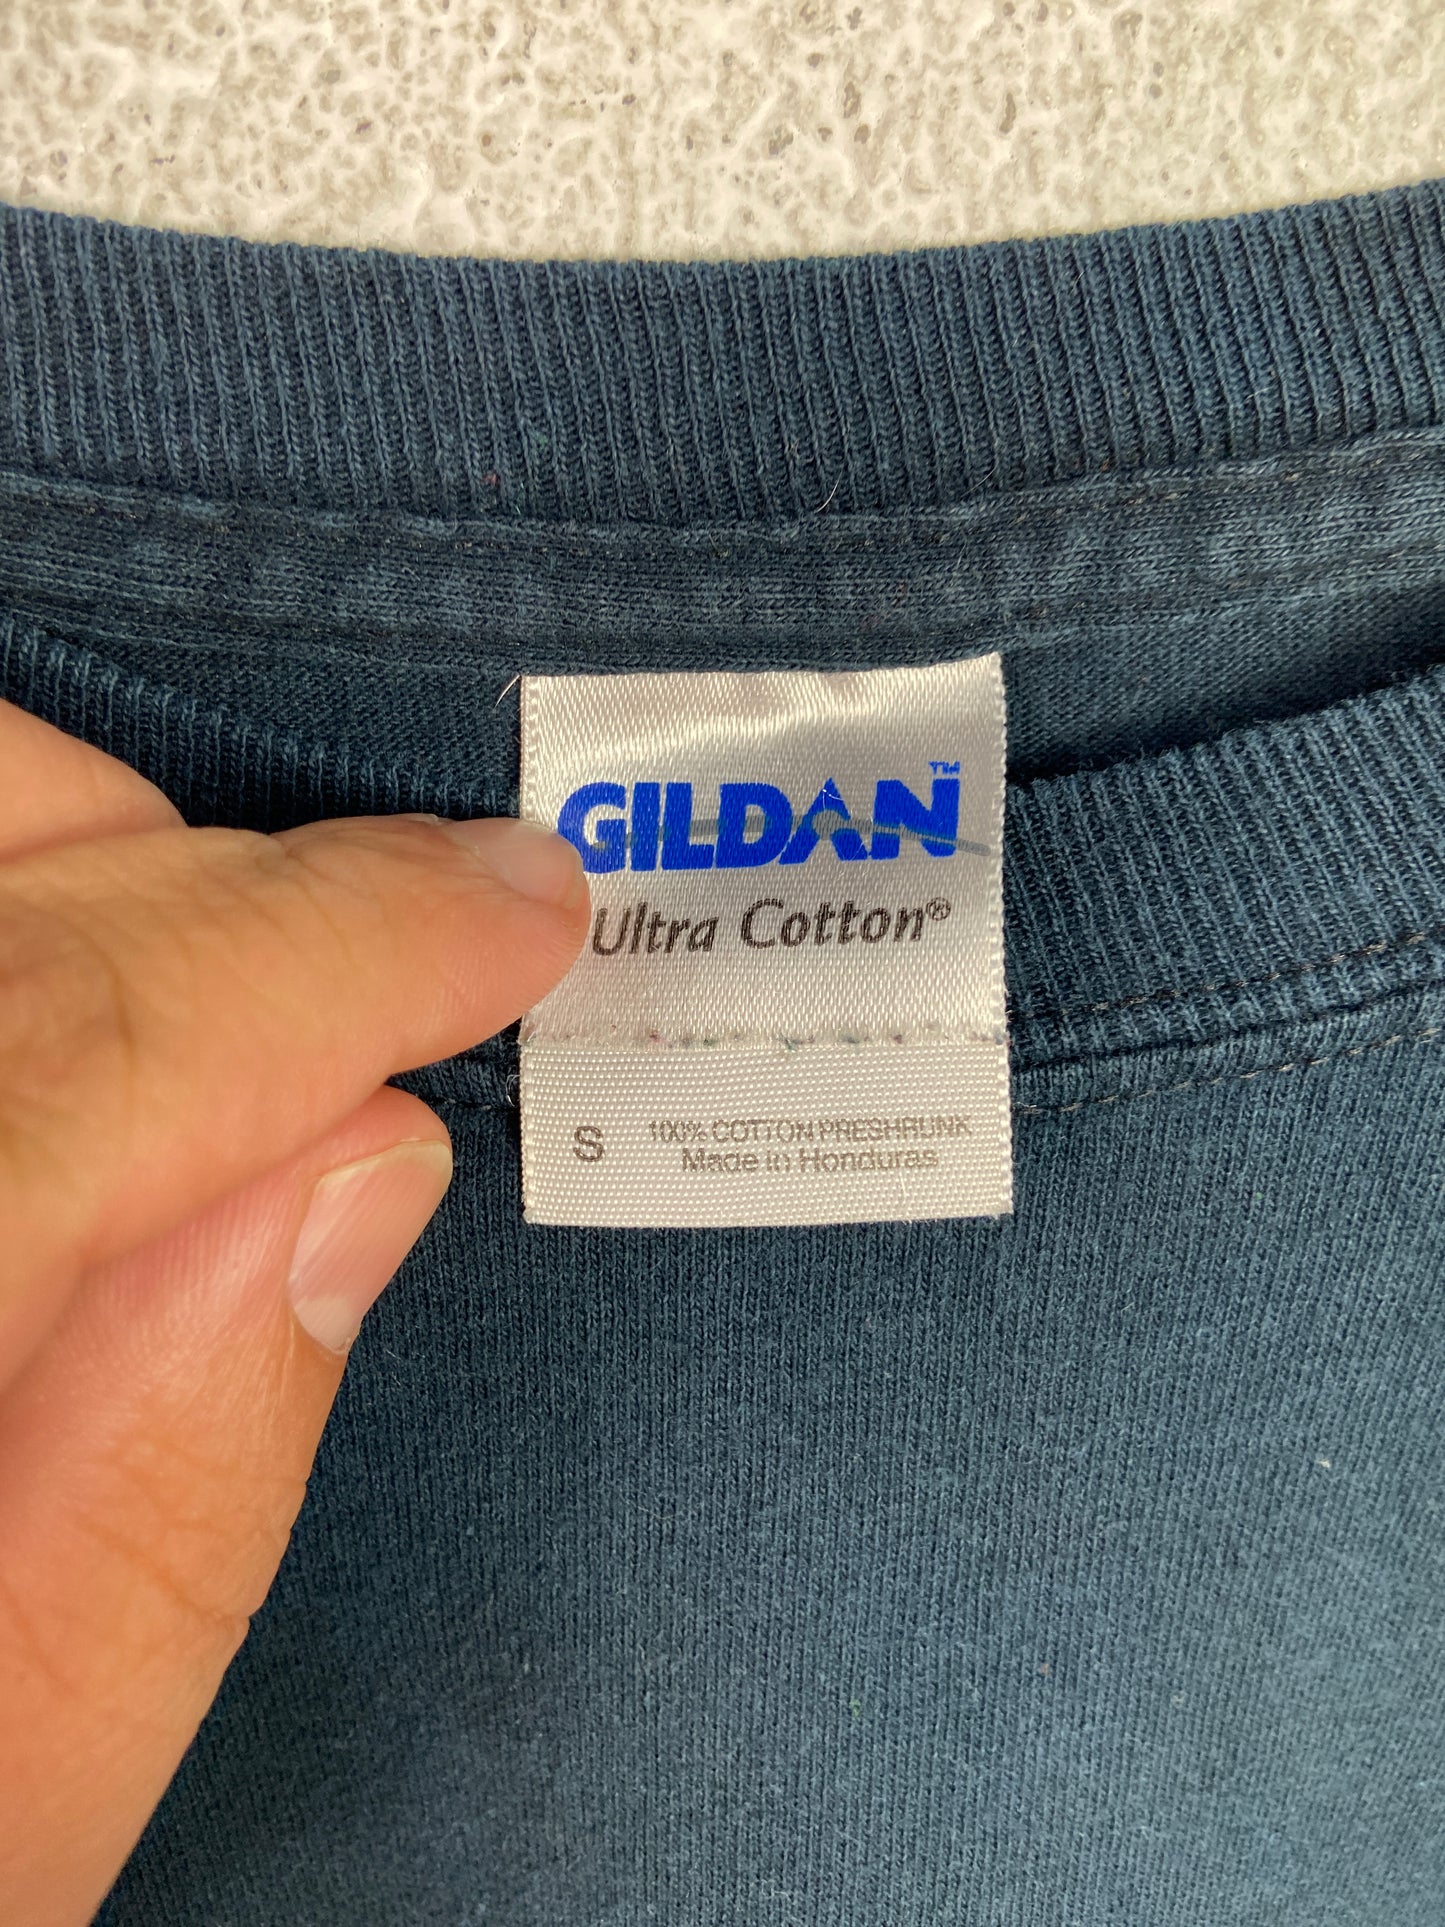 GILDAN™
Ultra Cotton®
S 100% COTTON PRESHRUNK
Made in Honduras